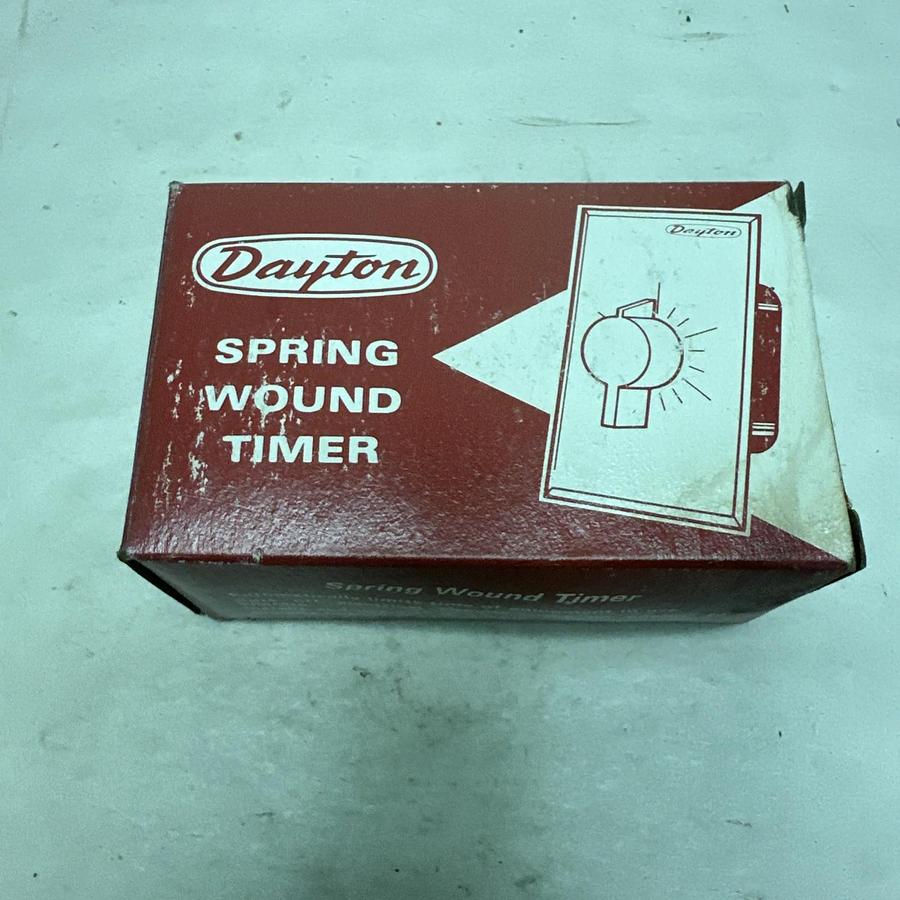 Dayton
SPRING
WOUND
TIMER
Dayton
Spring Wound Timer